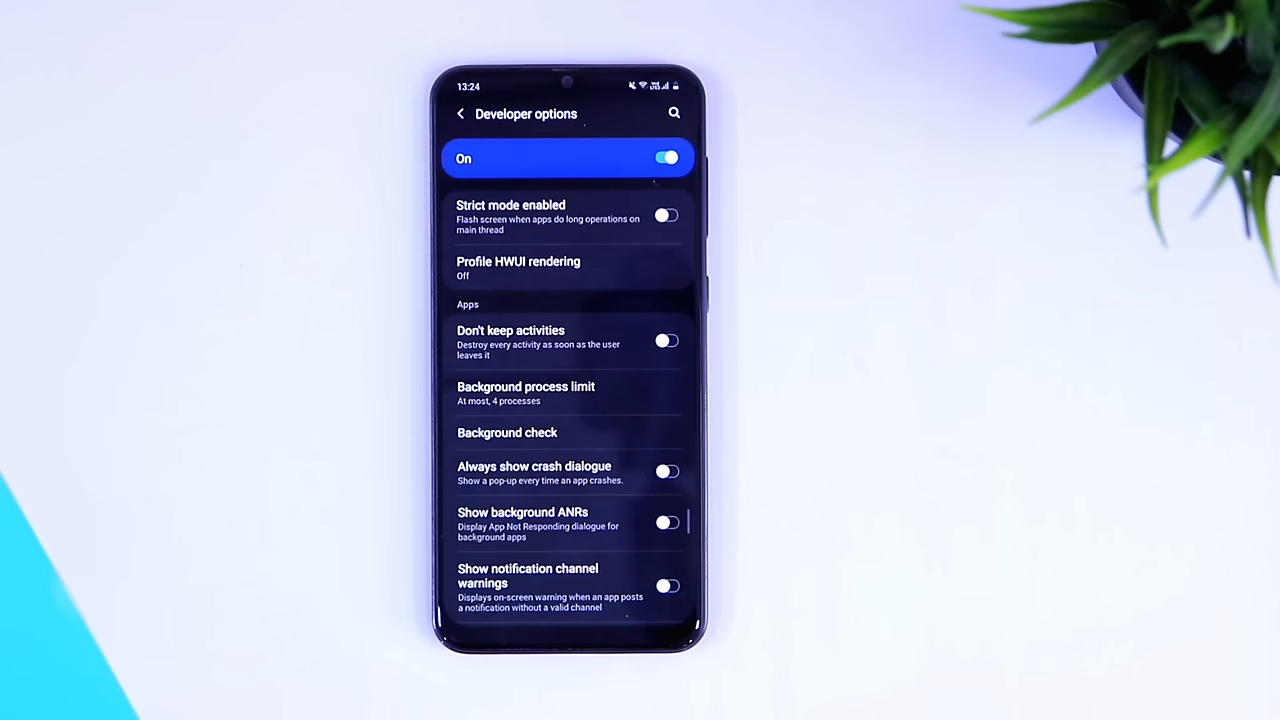 13:24
Developer options
On
Strict mode enabled
Flash screen when apps do long operations on
main thread
Profile HWUI rendering
Off
Apps
Don't keep activities
Destroy every activity as soon as the user
leaves it
Background process limit
At most, 4 processes
Background check
Always show crash dialogue
Show a pop-up every time an app crashes.
Show background ANRs
Display App Not Responding dialogue for
background apps
Show notification channel
warnings
Displays on-screen warning when an app posts
a notification without a valid channel